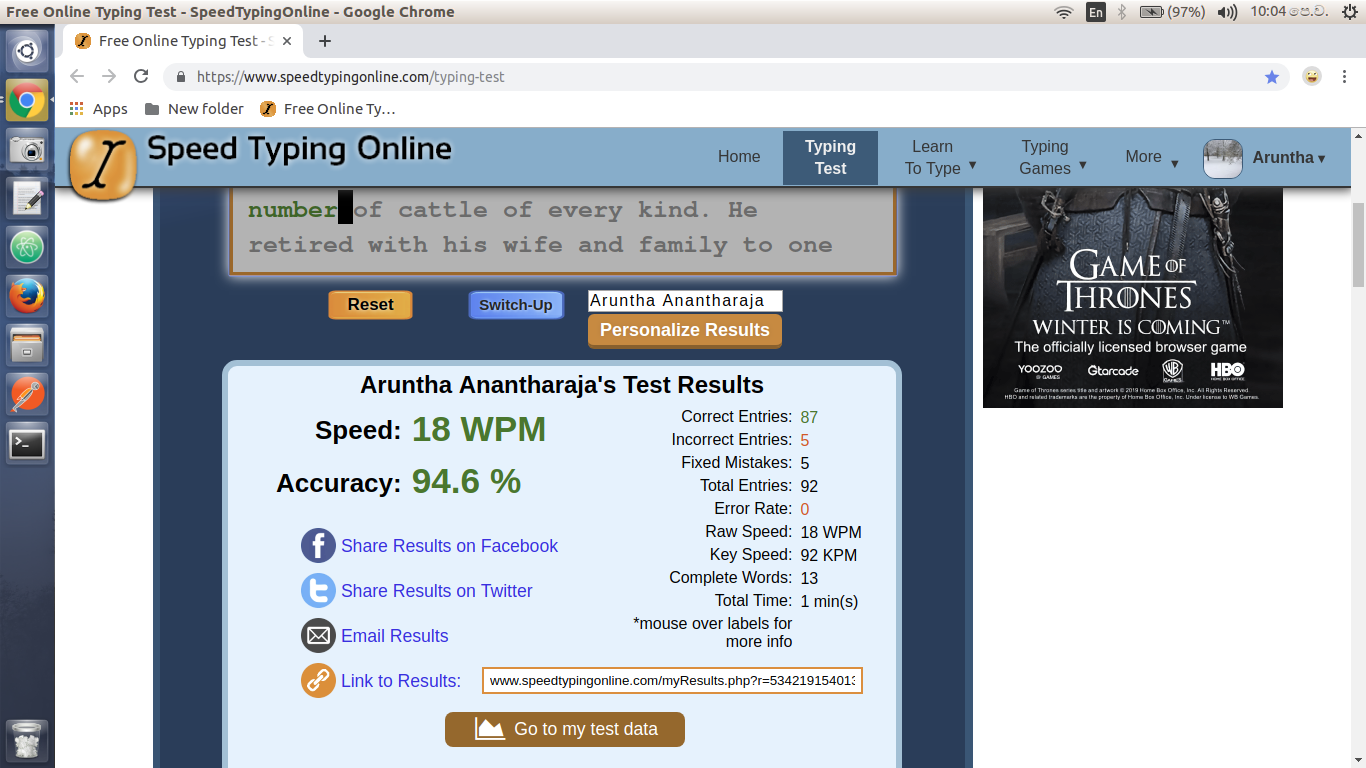 Free Online Typing Test - SpeedTypingOnline - Google Chrome
En
(97%)
10:04 පෙ.ව.
Free Online Typing Test - S
https://www.speedtypingonline.com/typing-test
Apps
New folder
Free Online Ty…
Speed Typing Online
Home
Typing
Test
Learn
To Type ▼
Typing
Games ▼
More ▼
Aruntha ▾
number of cattle of every kind. He
retired with his wife and family to one
Reset
Switch-Up
Aruntha Anantharaja
Personalize Results
Aruntha Anantharaja's Test Results
Speed: 18 WPM
Accuracy: 94.6 %
Share Results on Facebook
Share Results on Twitter
Email Results
Link to Results: www.speedtypingonline.com/myResults.php?r=534219154013
Correct Entries: 87
Incorrect Entries: 5
Fixed Mistakes: 5
Total Entries: 92
Error Rate: 0
Raw Speed: 18 WPM
Key Speed: 92 KPM
Complete Words: 13
Total Time: 1 min(s)
*mouse over labels for
more info
Go to my test data
GAME OF
THRONES
WINTER IS COMING™
The officially licensed browser game
YOOZOO
GAMES
Gtarcade
WB
GAMES
HBO
Game of Thrones series title and artwork © 2019 Home Box Office, Inc. All Rights Reserved.
HBO and related trademarks are the property of Home Box Office, Inc. Under license to WB Games.